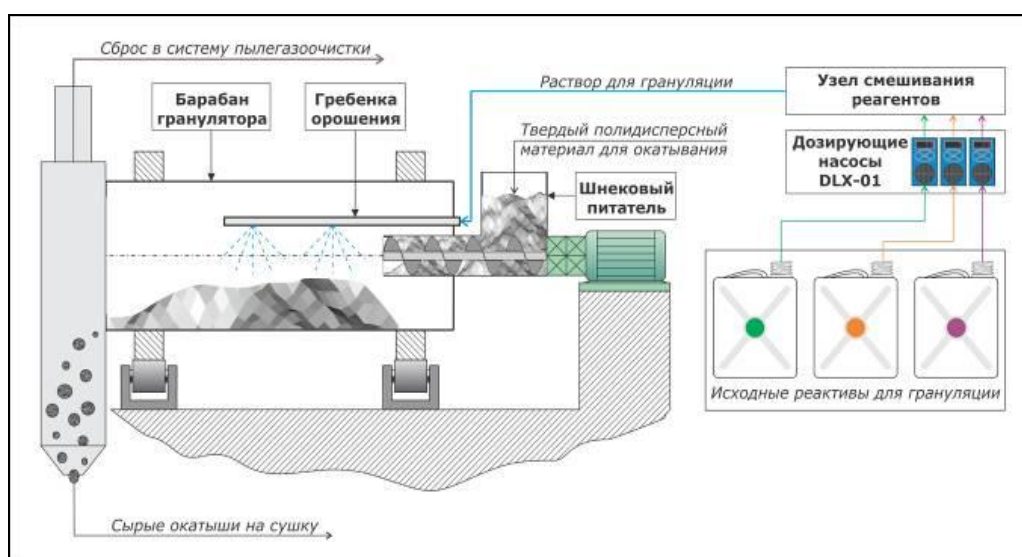 Сброс в систему пылегазоочистки
Барабан
гранулятора
Гребенка
орошения
Раствор для грануляции
Узел смешивания
реагентов
Твердый полидисперсный
материал для окатывания
Дозирующие
насосы
DLX-01
Шнековый
питатель
Исходные реактивы для грануляции
Сырые окатыши на сушку